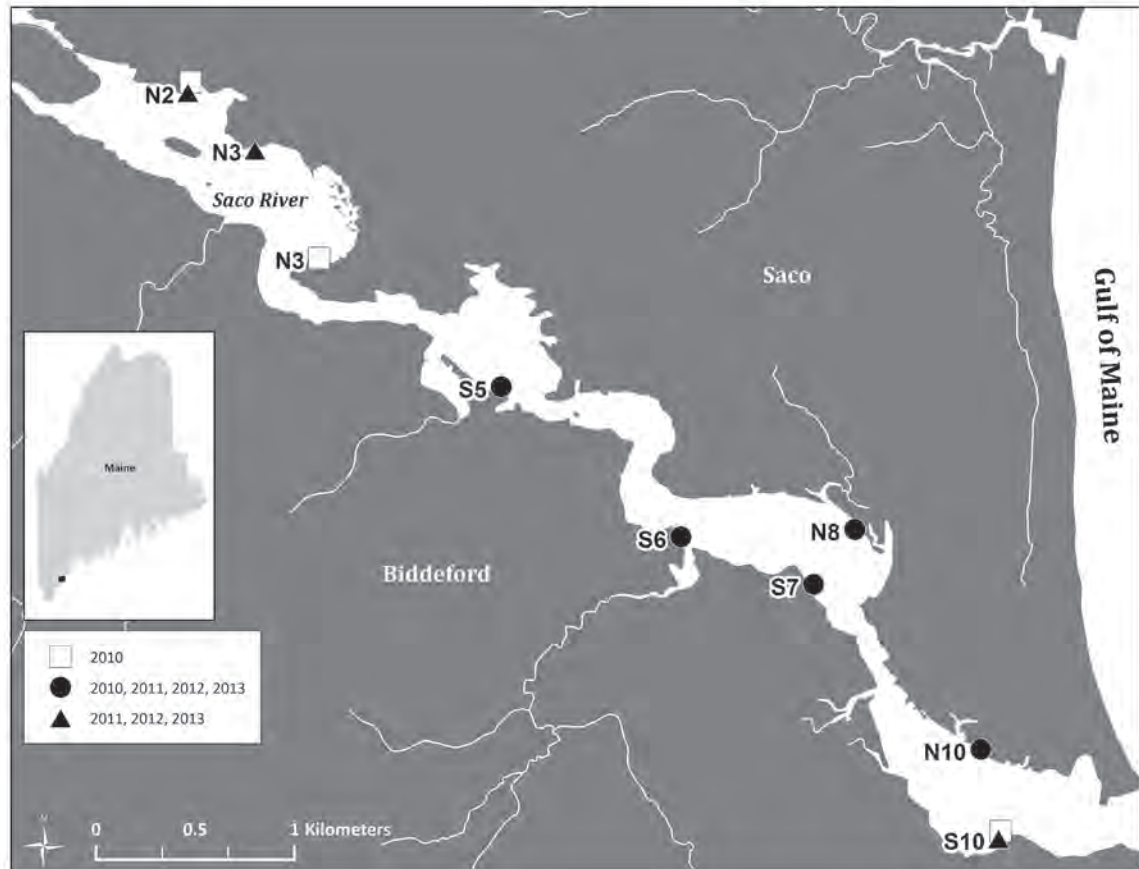 N2
N3
Saco River
N3
Saco
Gulf of Maine
S5
Maine
S6
N8
Biddeford
S7
2010
2010, 2011, 2012, 2013
2011, 2012, 2013
N10
N
0 0.5 1 Kilometers
S10